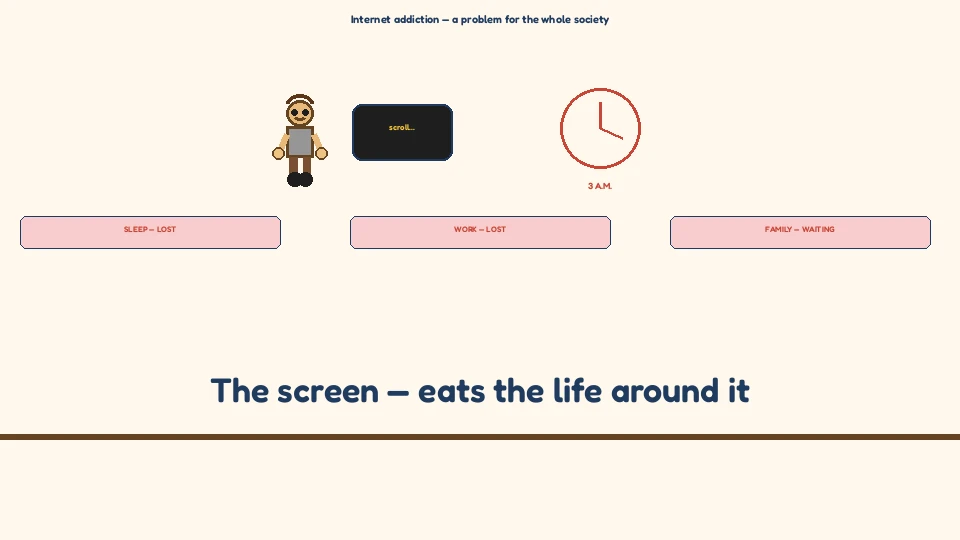 Internet addiction — a problem for the whole society
scroll...
3 A.M.
SLEEP — LOST
WORK — LOST
FAMILY — WAITING
The screen — eats the life around it